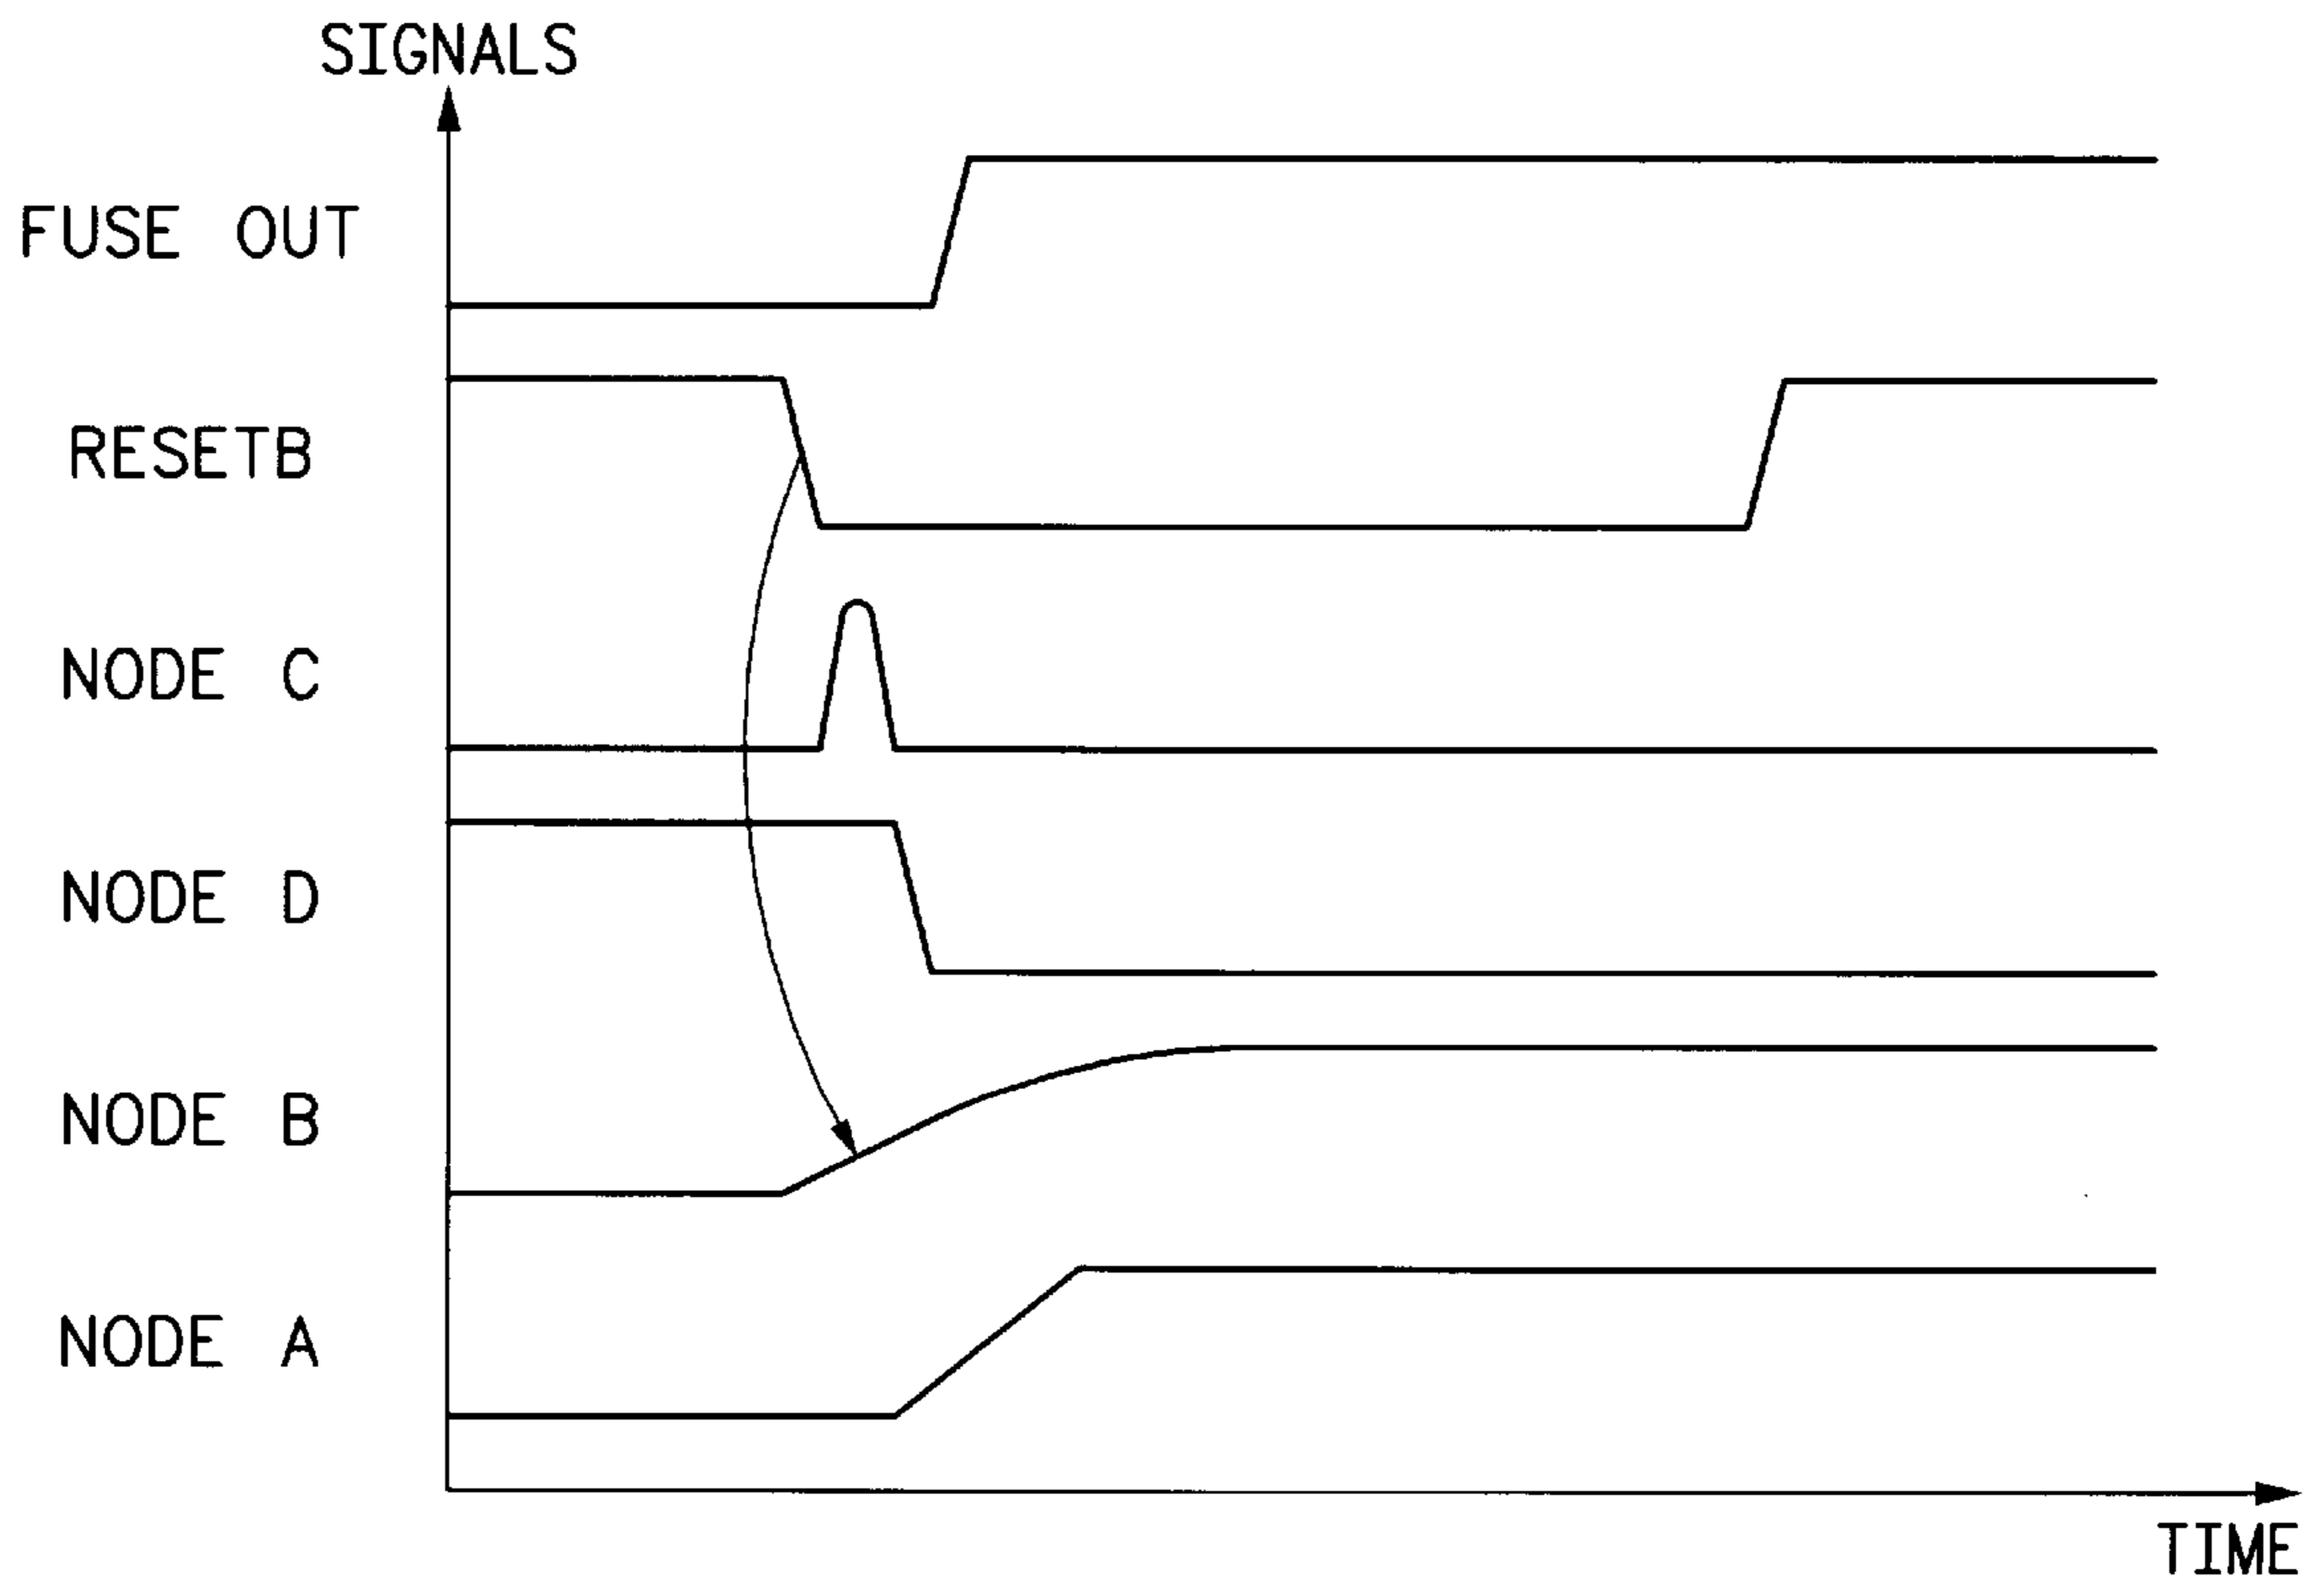 SIGNALS
FUSE OUT
RESETB
NODE C
NODE D
NODE B
NODE A
TIME